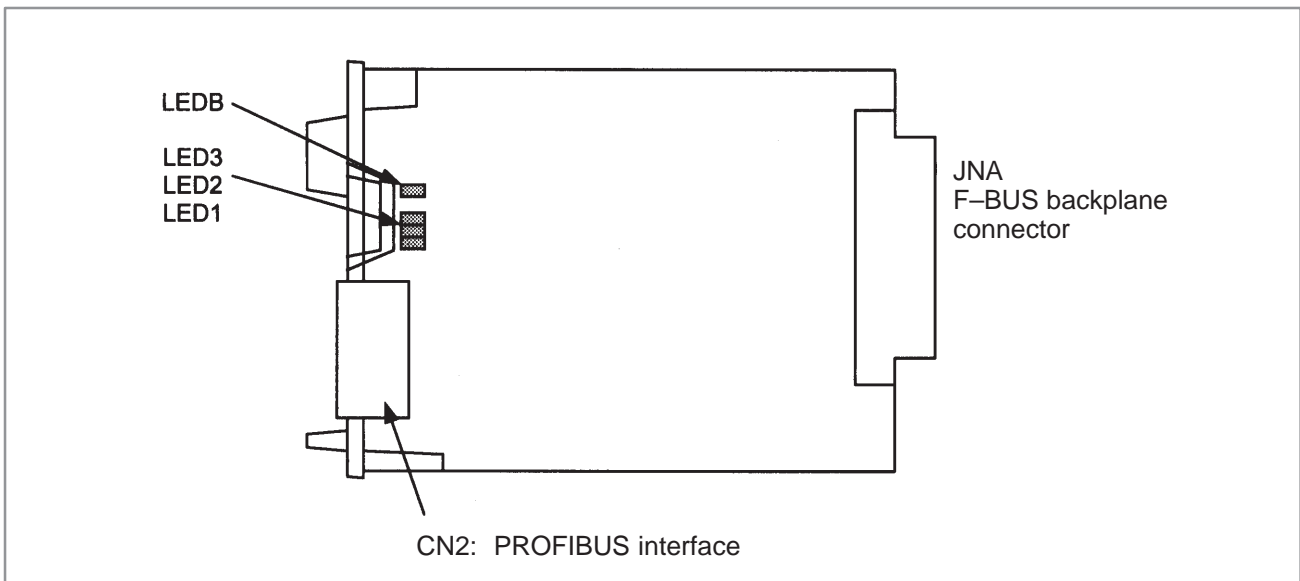 LEDB
LED3
LED2
LED1
JNA
F–BUS backplane
connector
CN2: PROFIBUS interface